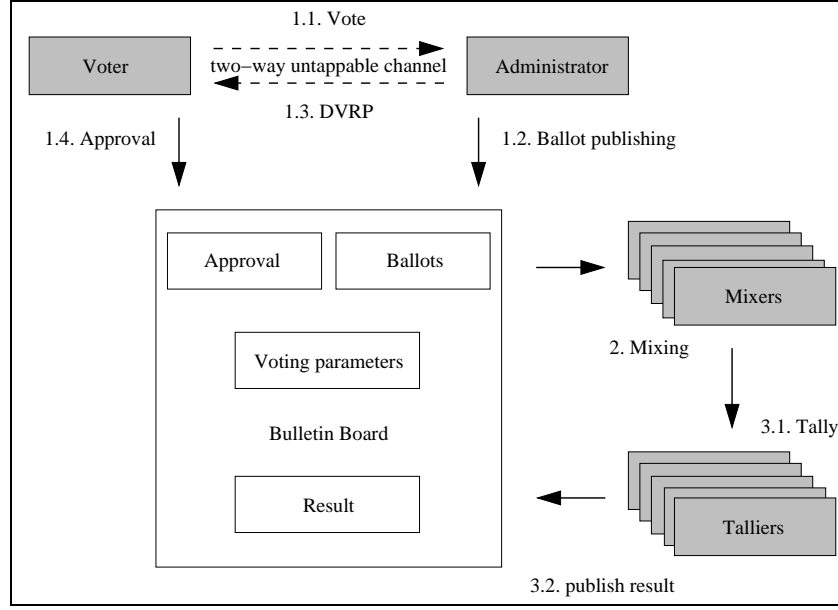 1.1. Vote
Voter
two−way untappable channel
Administrator
1.3. DVRP
1.4. Approval
1.2. Ballot publishing
Approval
Ballots
Mixers
Voting parameters
2. Mixing
Bulletin Board
3.1. Tally
Result
Talliers
3.2. publish result